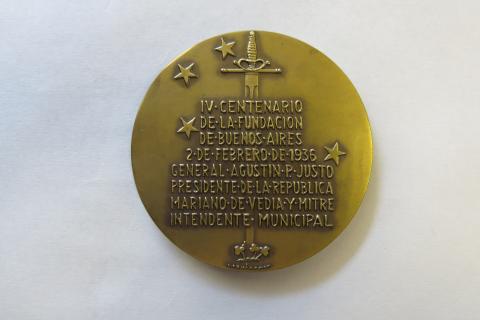 IV·CENTENARIO
DE·LA·FUNDACION
DE·BUENOS·AIRES
2·DE·FEBRERO·DE·1936
GENERAL·AGUSTIN·P·JUSTO
PRESIDENTE·DE·LA·REPUBLICA
MARIANO·DE·VEDIA·Y·MITRE
INTENDENTE·MUNICIPAL